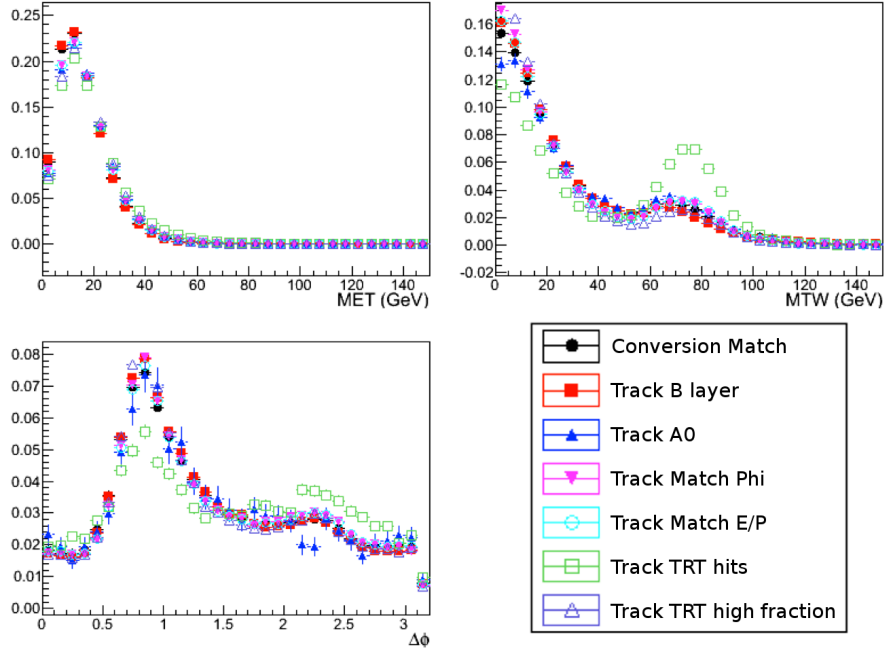 0.25
0.20
0.15
0.10
0.05
0.00
0 20 40 60 80 100 120 140
MET (GeV)
0.16
0.14
0.12
0.10
0.08
0.06
0.04
0.02
0.00
-0.02
0 20 40 60 80 100 120 140
MTW (GeV)
0.08
0.07
0.06
0.05
0.04
0.03
0.02
0.01
0.00
0 0.5 1 1.5 2 2.5 3
Δϕ
Conversion Match
Track B layer
Track A0
Track Match Phi
Track Match E/P
Track TRT hits
Track TRT high fraction